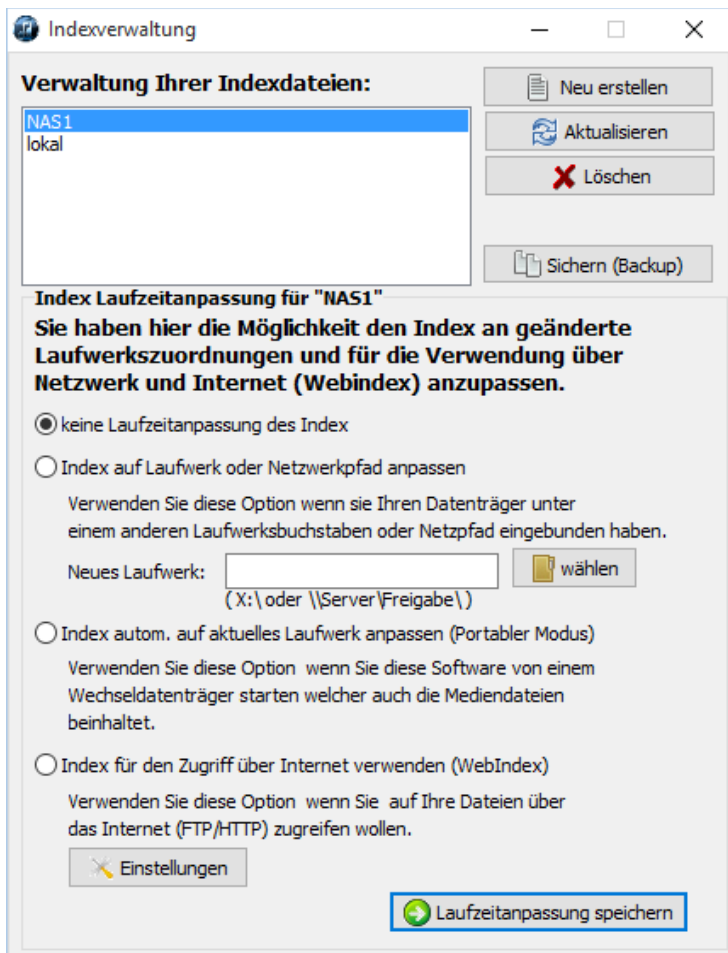 Indexverwaltung
Verwaltung Ihrer Indexdateien:
NAS1
lokal
Neu erstellen
Aktualisieren
Löschen
Sichern (Backup)
Index Laufzeitanpassung für "NAS1"
Sie haben hier die Möglichkeit den Index an geänderte
Laufwerkszuordnungen und für die Verwendung über
Netzwerk und Internet (Webindex) anzupassen.
keine Laufzeitanpassung des Index
Index auf Laufwerk oder Netzwerkpfad anpassen
Verwenden Sie diese Option wenn sie Ihren Datenträger unter
einem anderen Laufwerksbuchstaben oder Netzpfad eingebunden haben.
Neues Laufwerk:
wählen
( X:\ oder \\Server\Freigabe\ )
Index autom. auf aktuelles Laufwerk anpassen (Portabler Modus)
Verwenden Sie diese Option wenn Sie diese Software von einem
Wechseldatenträger starten welcher auch die Mediendateien
beinhaltet.
Index für den Zugriff über Internet verwenden (WebIndex)
Verwenden Sie diese Option wenn Sie auf Ihre Dateien über
das Internet (FTP/HTTP) zugreifen wollen.
Einstellungen
Laufzeitanpassung speichern